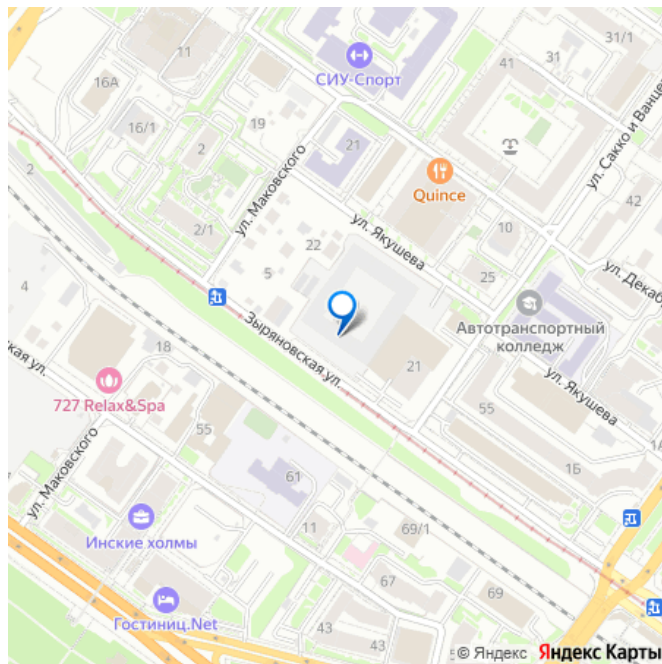 11
31/1
31
41
16А
СИУ-Спорт
ул. Сакко и Ванце
19
16/1
21
2
2
ул. Маковского
Quince
42
10
2/1
22
ул. Якушева
5
25
ул. Декаб
4
Автотранспортный
колледж
Зыряновская ул.
18
21
ская ул.
ул. Якушева
727 Relax&Spa
55
55
ул. Маковского
61
1Б
1А
Инские холмы
11
69/1
67
69
Гостиниц.Net
43
43
5
© Яндекс Яндекс Карты